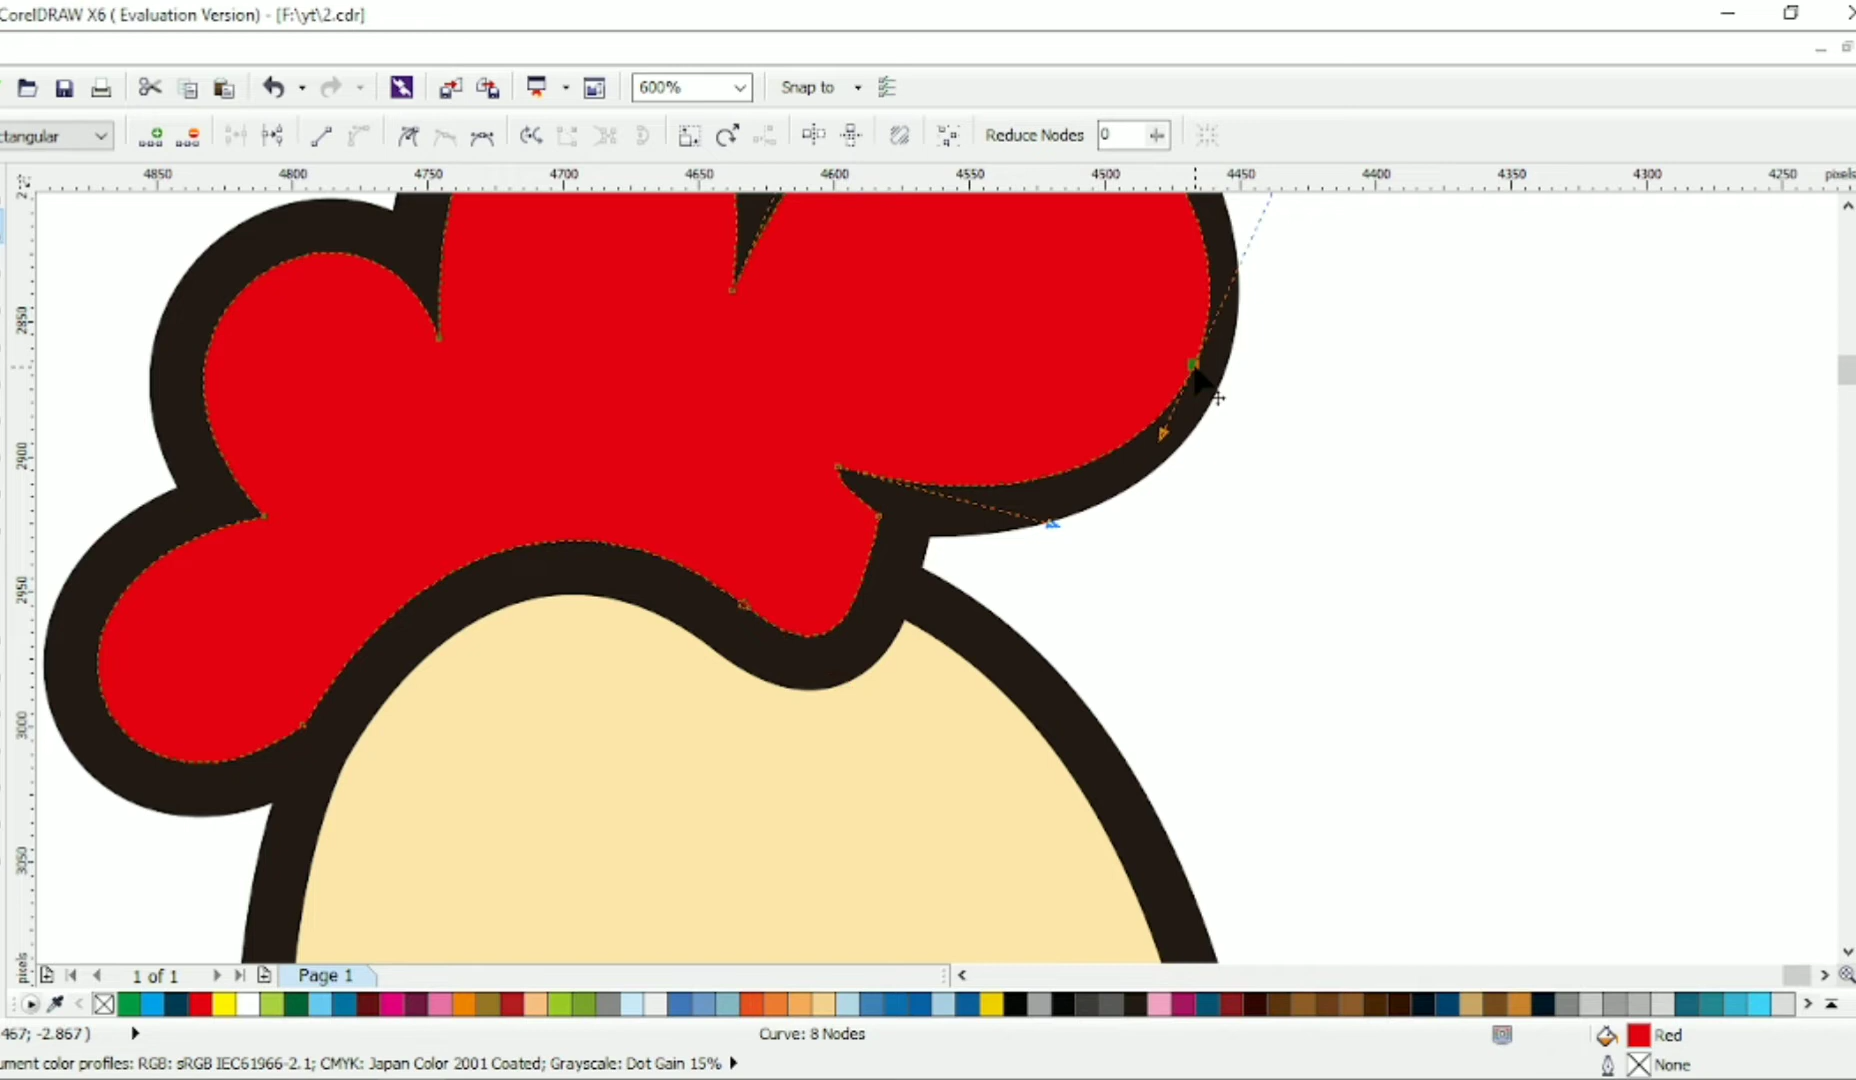 CorelDRAW X6 ( Evaluation Version) - [F:\yt\2.cdr]
600%
Snap to
ctangular
Reduce Nodes 0
4850 4800 4750 4700 4650 4600 4550 4500 4450 4400 4350 4300 4250 pixels
2850
2900
2950
3000
3050
pixels
1 of 1
Page 1
467; -2.867 )
Curve: 8 Nodes
Red
ument color profiles: RGB: sRGB IEC61966-2.1; CMYK: Japan Color 2001 Coated; Grayscale: Dot Gain 15%
None